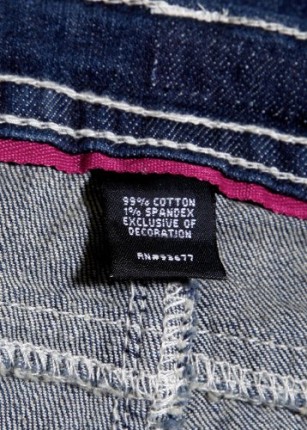 99% COTTON
1% SPANDEX
EXCLUSIVE OF
DECORATION
RN#93677